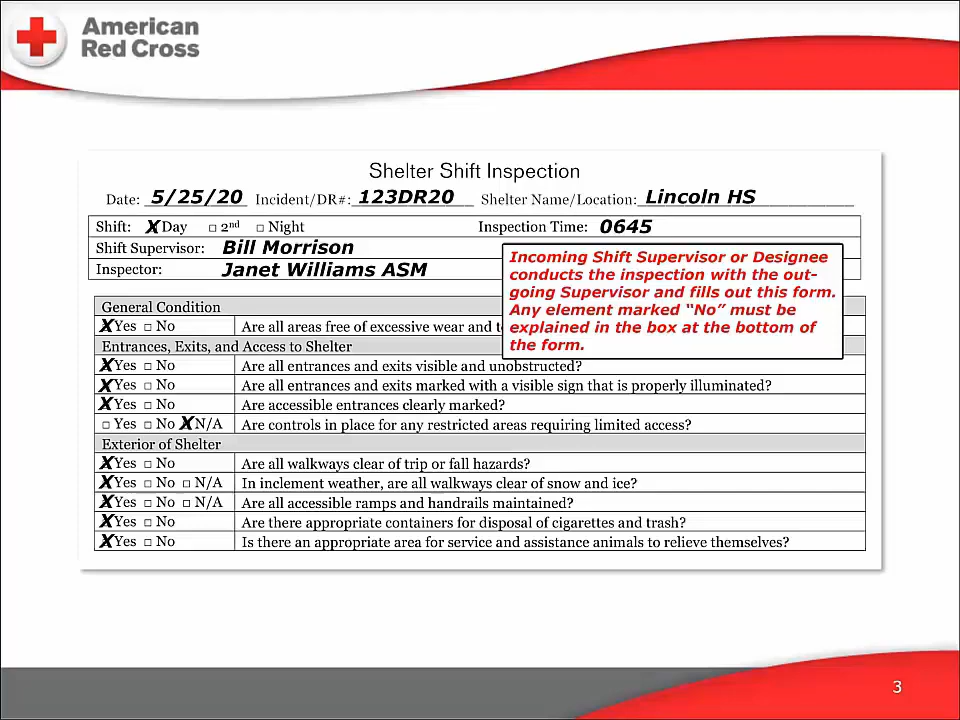 American
Red Cross
Shelter Shift Inspection
Date: 5/25/20 Incident/DR#: 123DR20 Shelter Name/Location: Lincoln HS
Shift: X Day □ 2nd □ Night Inspection Time: 0645
Shift Supervisor: Bill Morrison
Inspector: Janet Williams ASM
Incoming Shift Supervisor or Designee
conducts the inspection with the out-
going Supervisor and fills out this form.
Any element marked “No” must be
explained in the box at the bottom of
the form.
General Condition
X Yes □ No Are all areas free of excessive wear and
Entrances, Exits, and Access to Shelter
X Yes □ No Are all entrances and exits visible and unobstructed?
X Yes □ No Are all entrances and exits marked with a visible sign that is properly illuminated?
X Yes □ No Are accessible entrances clearly marked?
□ Yes □ No X N/A Are controls in place for any restricted areas requiring limited access?
Exterior of Shelter
X Yes □ No Are all walkways clear of trip or fall hazards?
X Yes □ No □ N/A In inclement weather, are all walkways clear of snow and ice?
X Yes □ No □ N/A Are all accessible ramps and handrails maintained?
X Yes □ No Are there appropriate containers for disposal of cigarettes and trash?
X Yes □ No Is there an appropriate area for service and assistance animals to relieve themselves?
3